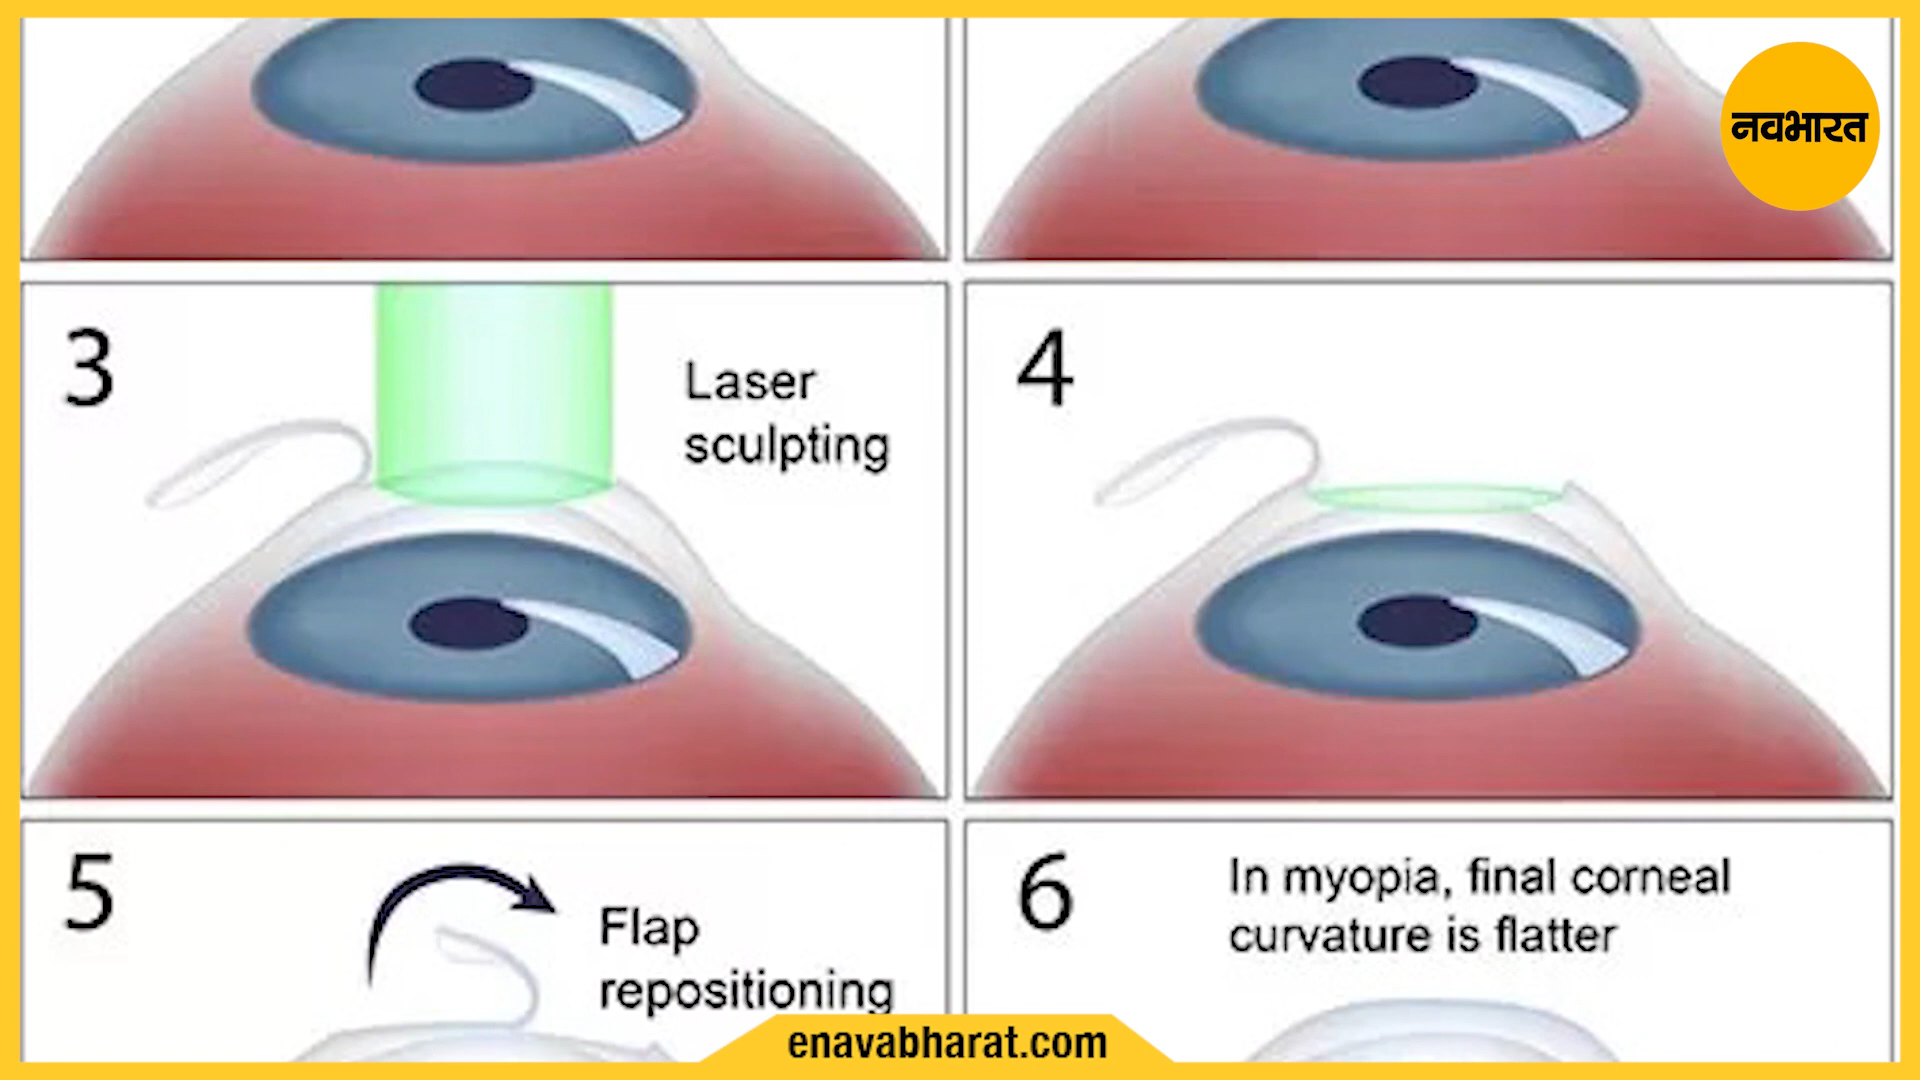 नवभारत
3
Laser
sculpting
4
5
Flap
repositioning
6
In myopia, final corneal
curvature is flatter
enavabharat.com